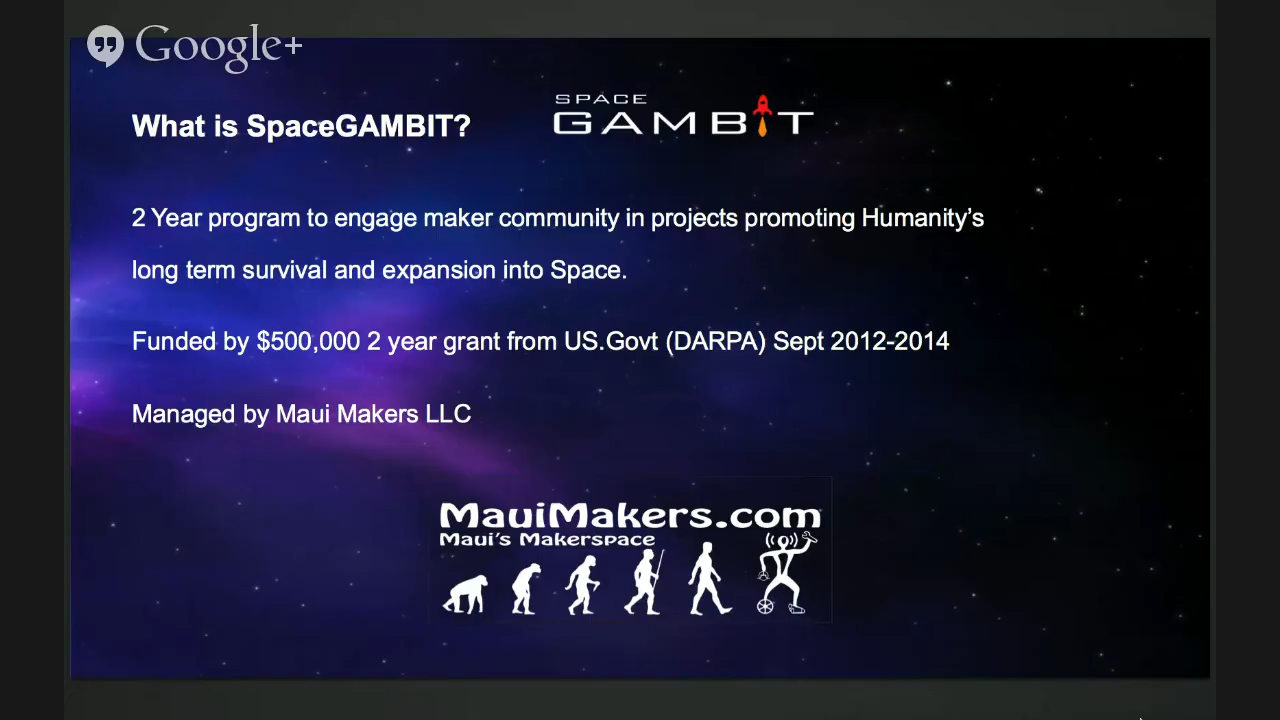 Google+
What is SpaceGAMBIT?
SPACE
GAMBIT
2 Year program to engage maker community in projects promoting Humanity’s
long term survival and expansion into Space.
Funded by $500,000 2 year grant from US.Govt (DARPA) Sept 2012-2014
Managed by Maui Makers LLC
MauiMakers.com
Maui's Makerspace